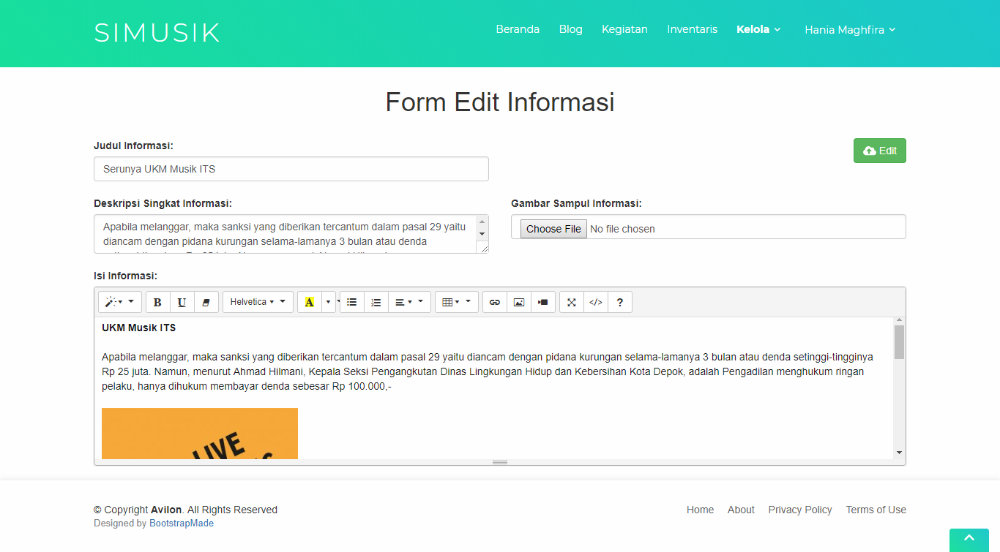 SIMUSIK
Beranda Blog Kegiatan Inventaris Kelola Hania Maghfira
Form Edit Informasi
Judul Informasi:
Edit
Serunya UKM Musik ITS
Deskripsi Singkat Informasi:
Gambar Sampul Informasi:
Apabila melanggar, maka sanksi yang diberikan tercantum dalam pasal 29 yaitu
diancam dengan pidana kurungan selama-lamanya 3 bulan atau denda
Choose File No file chosen
Isi Informasi:
B U Helvetica A </> ?
UKM Musik ITS
Apabila melanggar, maka sanksi yang diberikan tercantum dalam pasal 29 yaitu diancam dengan pidana kurungan selama-lamanya 3 bulan atau denda setinggi-tingginya
Rp 25 juta. Namun, menurut Ahmad Hilmani, Kepala Seksi Pengangkutan Dinas Lingkungan Hidup dan Kebersihan Kota Depok, adalah Pengadilan menghukum ringan
pelaku, hanya dihukum membayar denda sebesar Rp 100.000,-
LIVE
© Copyright Avilon. All Rights Reserved
Designed by BootstrapMade
Home About Privacy Policy Terms of Use